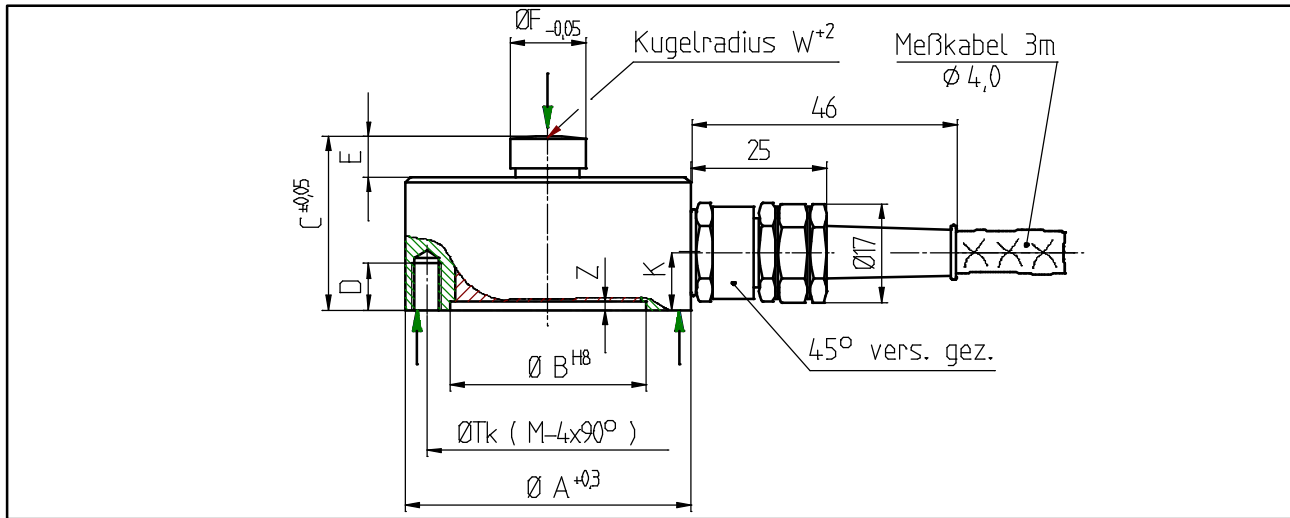 ØF -0,05
Kugelradius W+2
Meßkabel 3m
Ø 4,0
46
25
E
C±0,05
D
Z
K
Ø17
45° vers. gez.
Ø B H8
ØTk ( M-4x90° )
Ø A +0,3